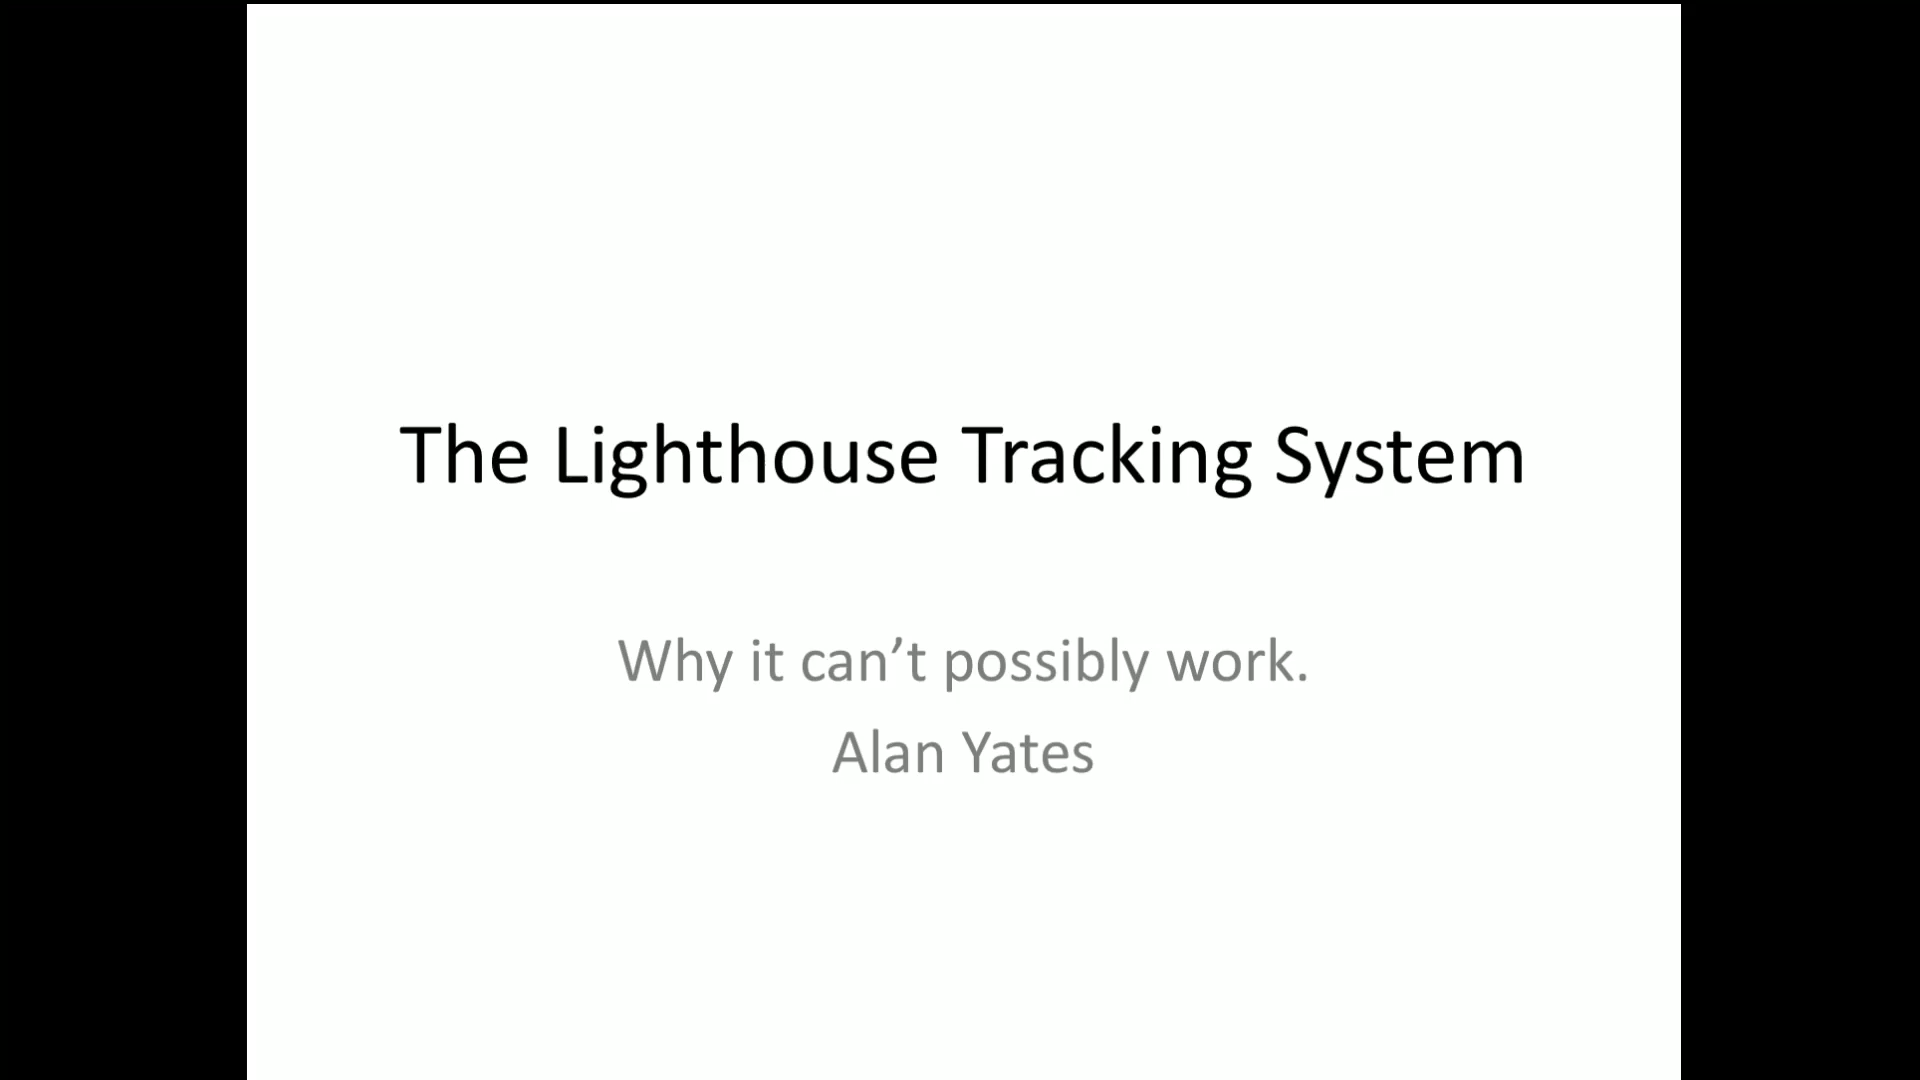 The Lighthouse Tracking System
Why it can’t possibly work.
Alan Yates